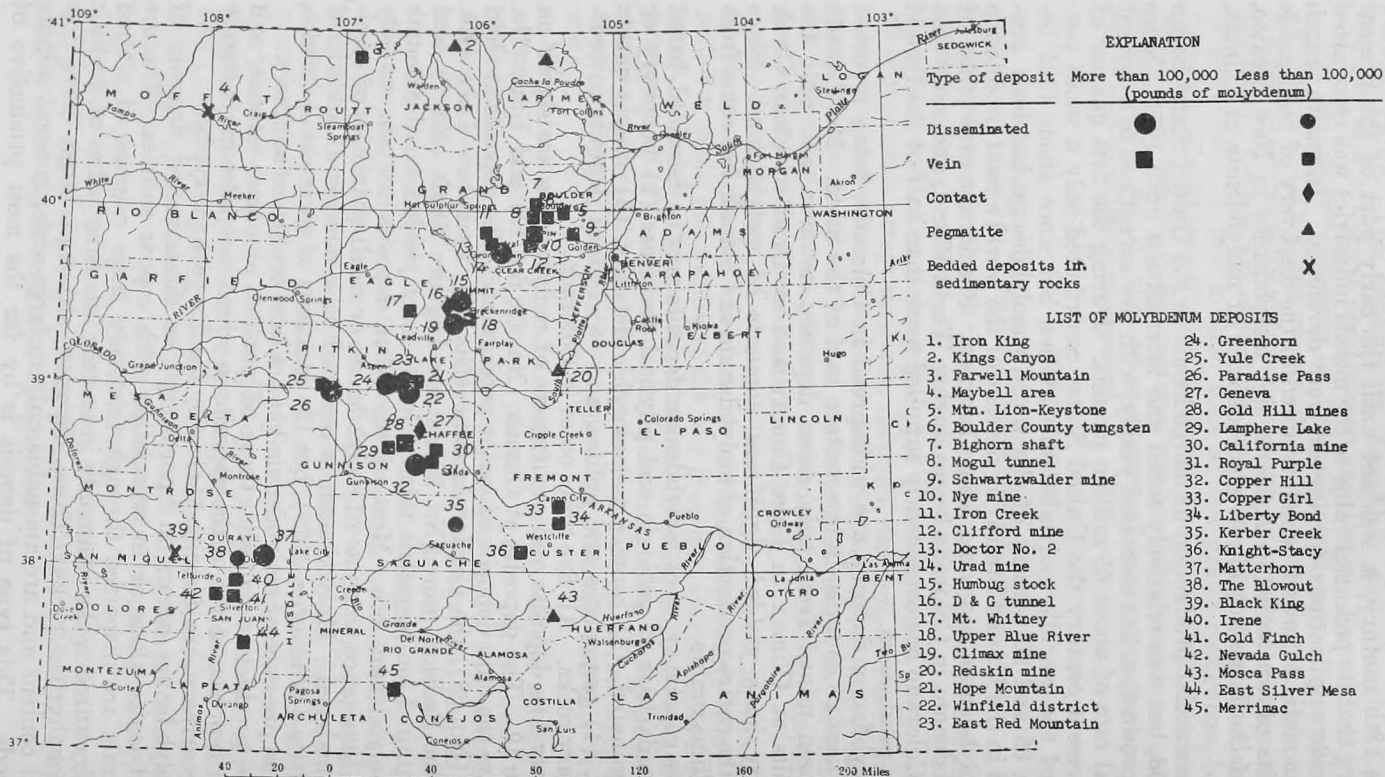 41°
109°
108°
107°
106°
105°
104°
103°
40°
39°
38°
37°
EXPLANATION
Type of deposit More than 100,000 Less than 100,000
(pounds of molybdenum)
Disseminated
Vein
Contact
Pegmatite
Bedded deposits in
sedimentary rocks
LIST OF MOLYBDENUM DEPOSITS
1. Iron King
2. Kings Canyon
3. Farwell Mountain
4. Maybell area
5. Mtn. Lion-Keystone
6. Boulder County tungsten
7. Bighorn shaft
8. Mogul tunnel
9. Schwartzwalder mine
10. Nye mine
11. Iron Creek
12. Clifford mine
13. Doctor No. 2
14. Urad mine
15. Humbug stock
16. D & G tunnel
17. Mt. Whitney
18. Upper Blue River
19. Climax mine
20. Redskin mine
21. Hope Mountain
22. Winfield district
23. East Red Mountain
24. Greenhorn
25. Yule Creek
26. Paradise Pass
27. Geneva
28. Gold Hill mines
29. Lamphere Lake
30. California mine
31. Royal Purple
32. Copper Hill
33. Copper Girl
34. Liberty Bond
35. Kerber Creek
36. Knight-Stacy
37. Matterhorn
38. The Blowout
39. Black King
40. Irene
41. Gold Finch
42. Nevada Gulch
43. Mosca Pass
44. East Silver Mesa
45. Merrimac
MOFFAT
Yampa
River
Craig
ROUTT
Steamboat
Springs
Walden
JACKSON
Cache la Poudre
LARIMER
Fort Collins
WELD
Greeley
River
South
Platte
River
Julesburg
SEDGWICK
LOGAN
Sterling
Fort Morgan
MORGAN
Akron
WASHINGTON
White
River
Meeker
RIO BLANCO
GRAND
Hot Sulphur Springs
BOULDER
Brighton
ADAMS
Golden
DENVER
ARAPAHOE
Littleton
CLEAR CREEK
JEFFERSON
Castle
Rock
DOUGLAS
Kiowa
ELBERT
Hugo
GARFIELD
Glenwood Springs
Eagle
EAGLE
SUMMIT
Breckenridge
COLORADO
RIVER
Grand Junction
MESA
DELTA
Delta
Gunnison
River
PITKIN
Aspen
LAKE
Leadville
Fairplay
PARK
TELLER
Cripple Creek
Colorado Springs
EL PASO
LINCOLN
CHAFFEE
Salida
GUNNISON
Gunnison
Montrose
MONTROSE
Dolores
River
FREMONT
Canon City
ARKANSAS
Pueblo
PUEBLO
CROWLEY
Ordway
La Junta
OTERO
BENT
Westcliffe
CUSTER
Saguache
SAGUACHE
OURAY
SAN MIGUEL
Telluride
Lake City
HINSDALE
Silverton
SAN JUAN
DOLORES
Dove
Creek
Creede
MINERAL
Rio
Grande
River
Del Norte
RIO GRANDE
ALAMOSA
Alamosa
HUERFANO
Huerfano
River
Walsenburg
Cucharas
Apishapa
River
Purgatoire
River
LAS ANIMAS
Trinidad
MONTEZUMA
Cortez
LA PLATA
Durango
Animas
River
Pagosa
Springs
ARCHULETA
CONEJOS
Conejos
COSTILLA
San Luis
40 0 40 80 120 160 200 Miles